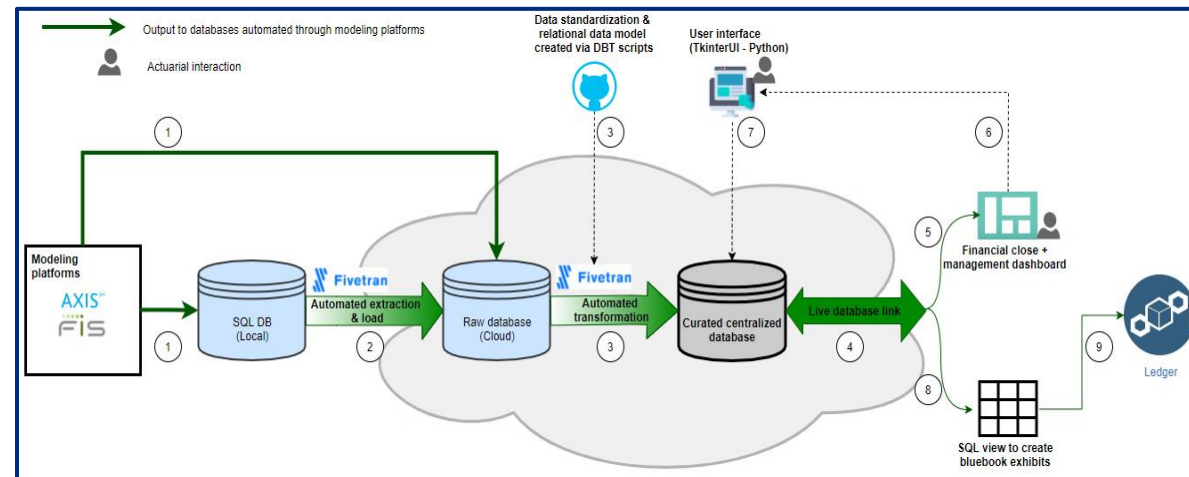 Output to databases automated through modeling platforms
Actuarial interaction
Data standardization &
relational data model
created via DBT scripts
User interface
(TkinterUI - Python)
1
3
7
6
Modeling
platforms
AXIS
FIS
1
SQL DB
(Local)
Fivetran
Automated extraction
& load
2
Raw database
(Cloud)
Fivetran
Automated
transformation
3
Curated centralized
database
Live database link
4
5
Financial close +
management dashboard
8
SQL view to create
bluebook exhibits
9
Ledger